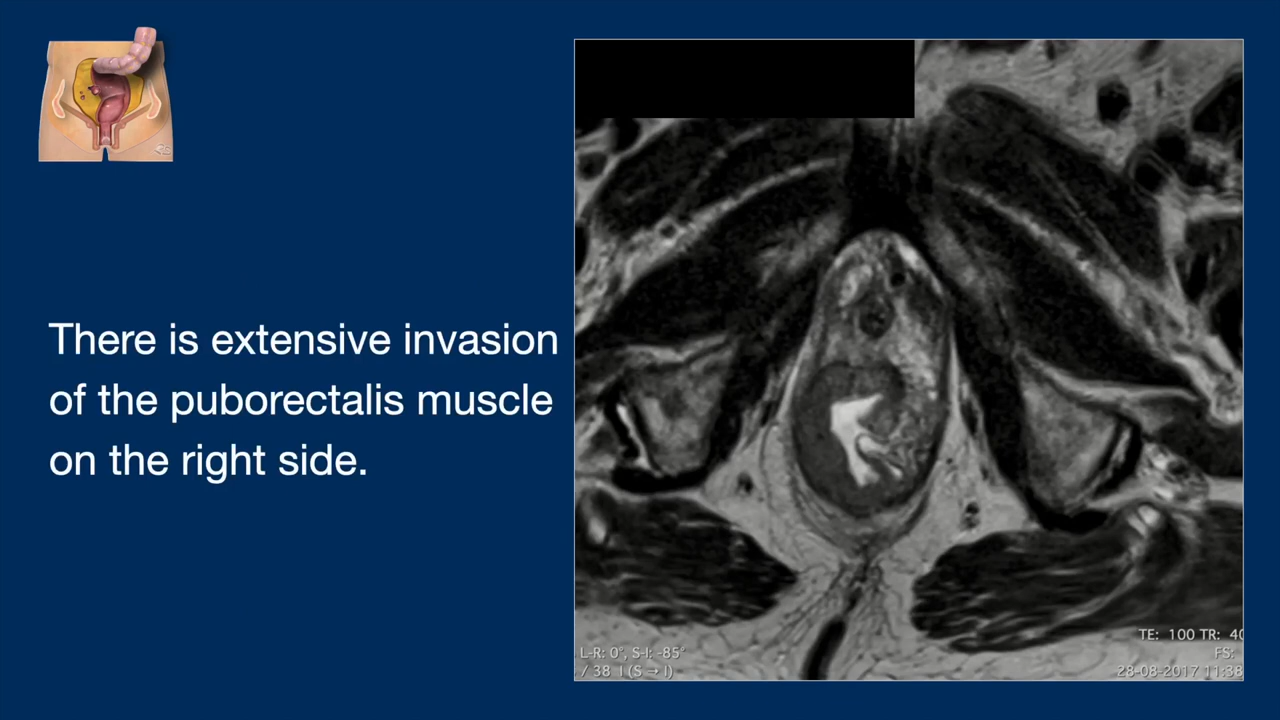 There is extensive invasion
of the puborectalis muscle
on the right side.
TE: 100 TR: 40
L-R: 0°, S-I: -85°
FS:
/ 38 I (S → I)
28-08-2017 11:38